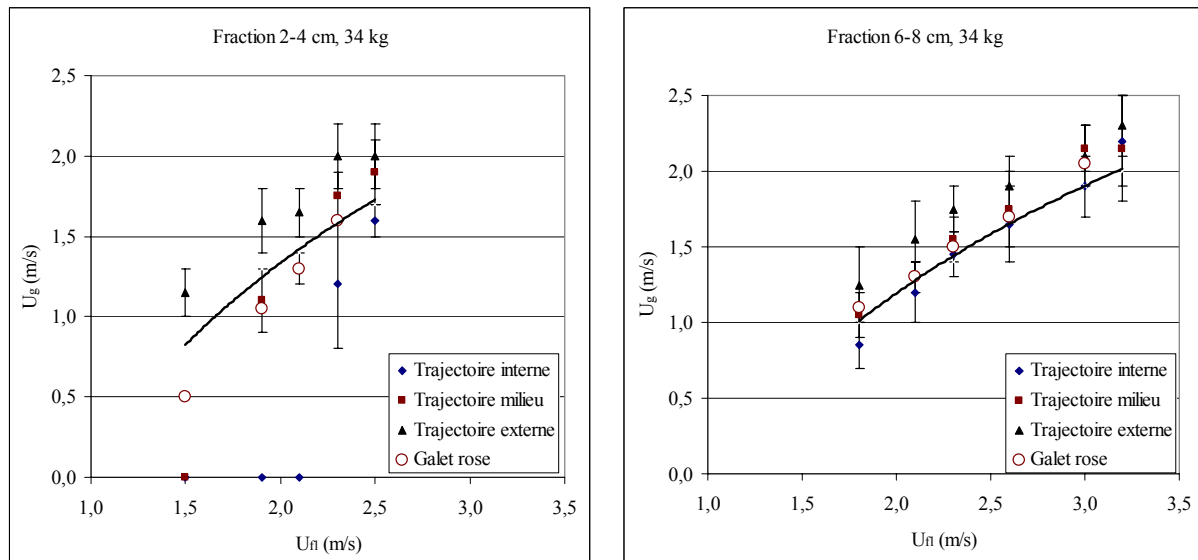 Fraction 2-4 cm, 34 kg
2,5
2,0
1,5
1,0
0,5
0,0
Ug (m/s)
1,0 1,5 2,0 2,5 3,0 3,5
Ufl (m/s)
Trajectoire interne
Trajectoire milieu
Trajectoire externe
Galet rose
Fraction 6-8 cm, 34 kg
2,5
2,0
1,5
1,0
0,5
0,0
Ug (m/s)
1,0 1,5 2,0 2,5 3,0 3,5
Ufl (m/s)
Trajectoire interne
Trajectoire milieu
Trajectoire externe
Galet rose